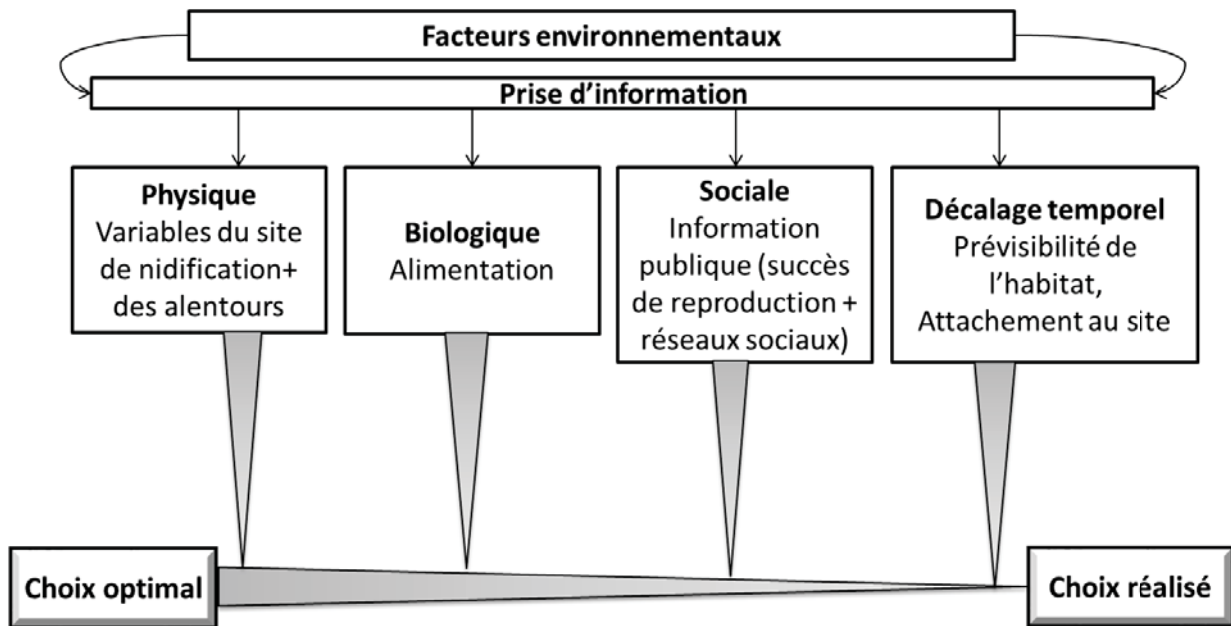 Facteurs environnementaux
Prise d’information
Physique
Variables du site
de nidification+
des alentours
Biologique
Alimentation
Sociale
Information
publique (succès
de reproduction +
réseaux sociaux)
Décalage temporel
Prévisibilité de
l’habitat,
Attachement au site
Choix optimal
Choix réalisé